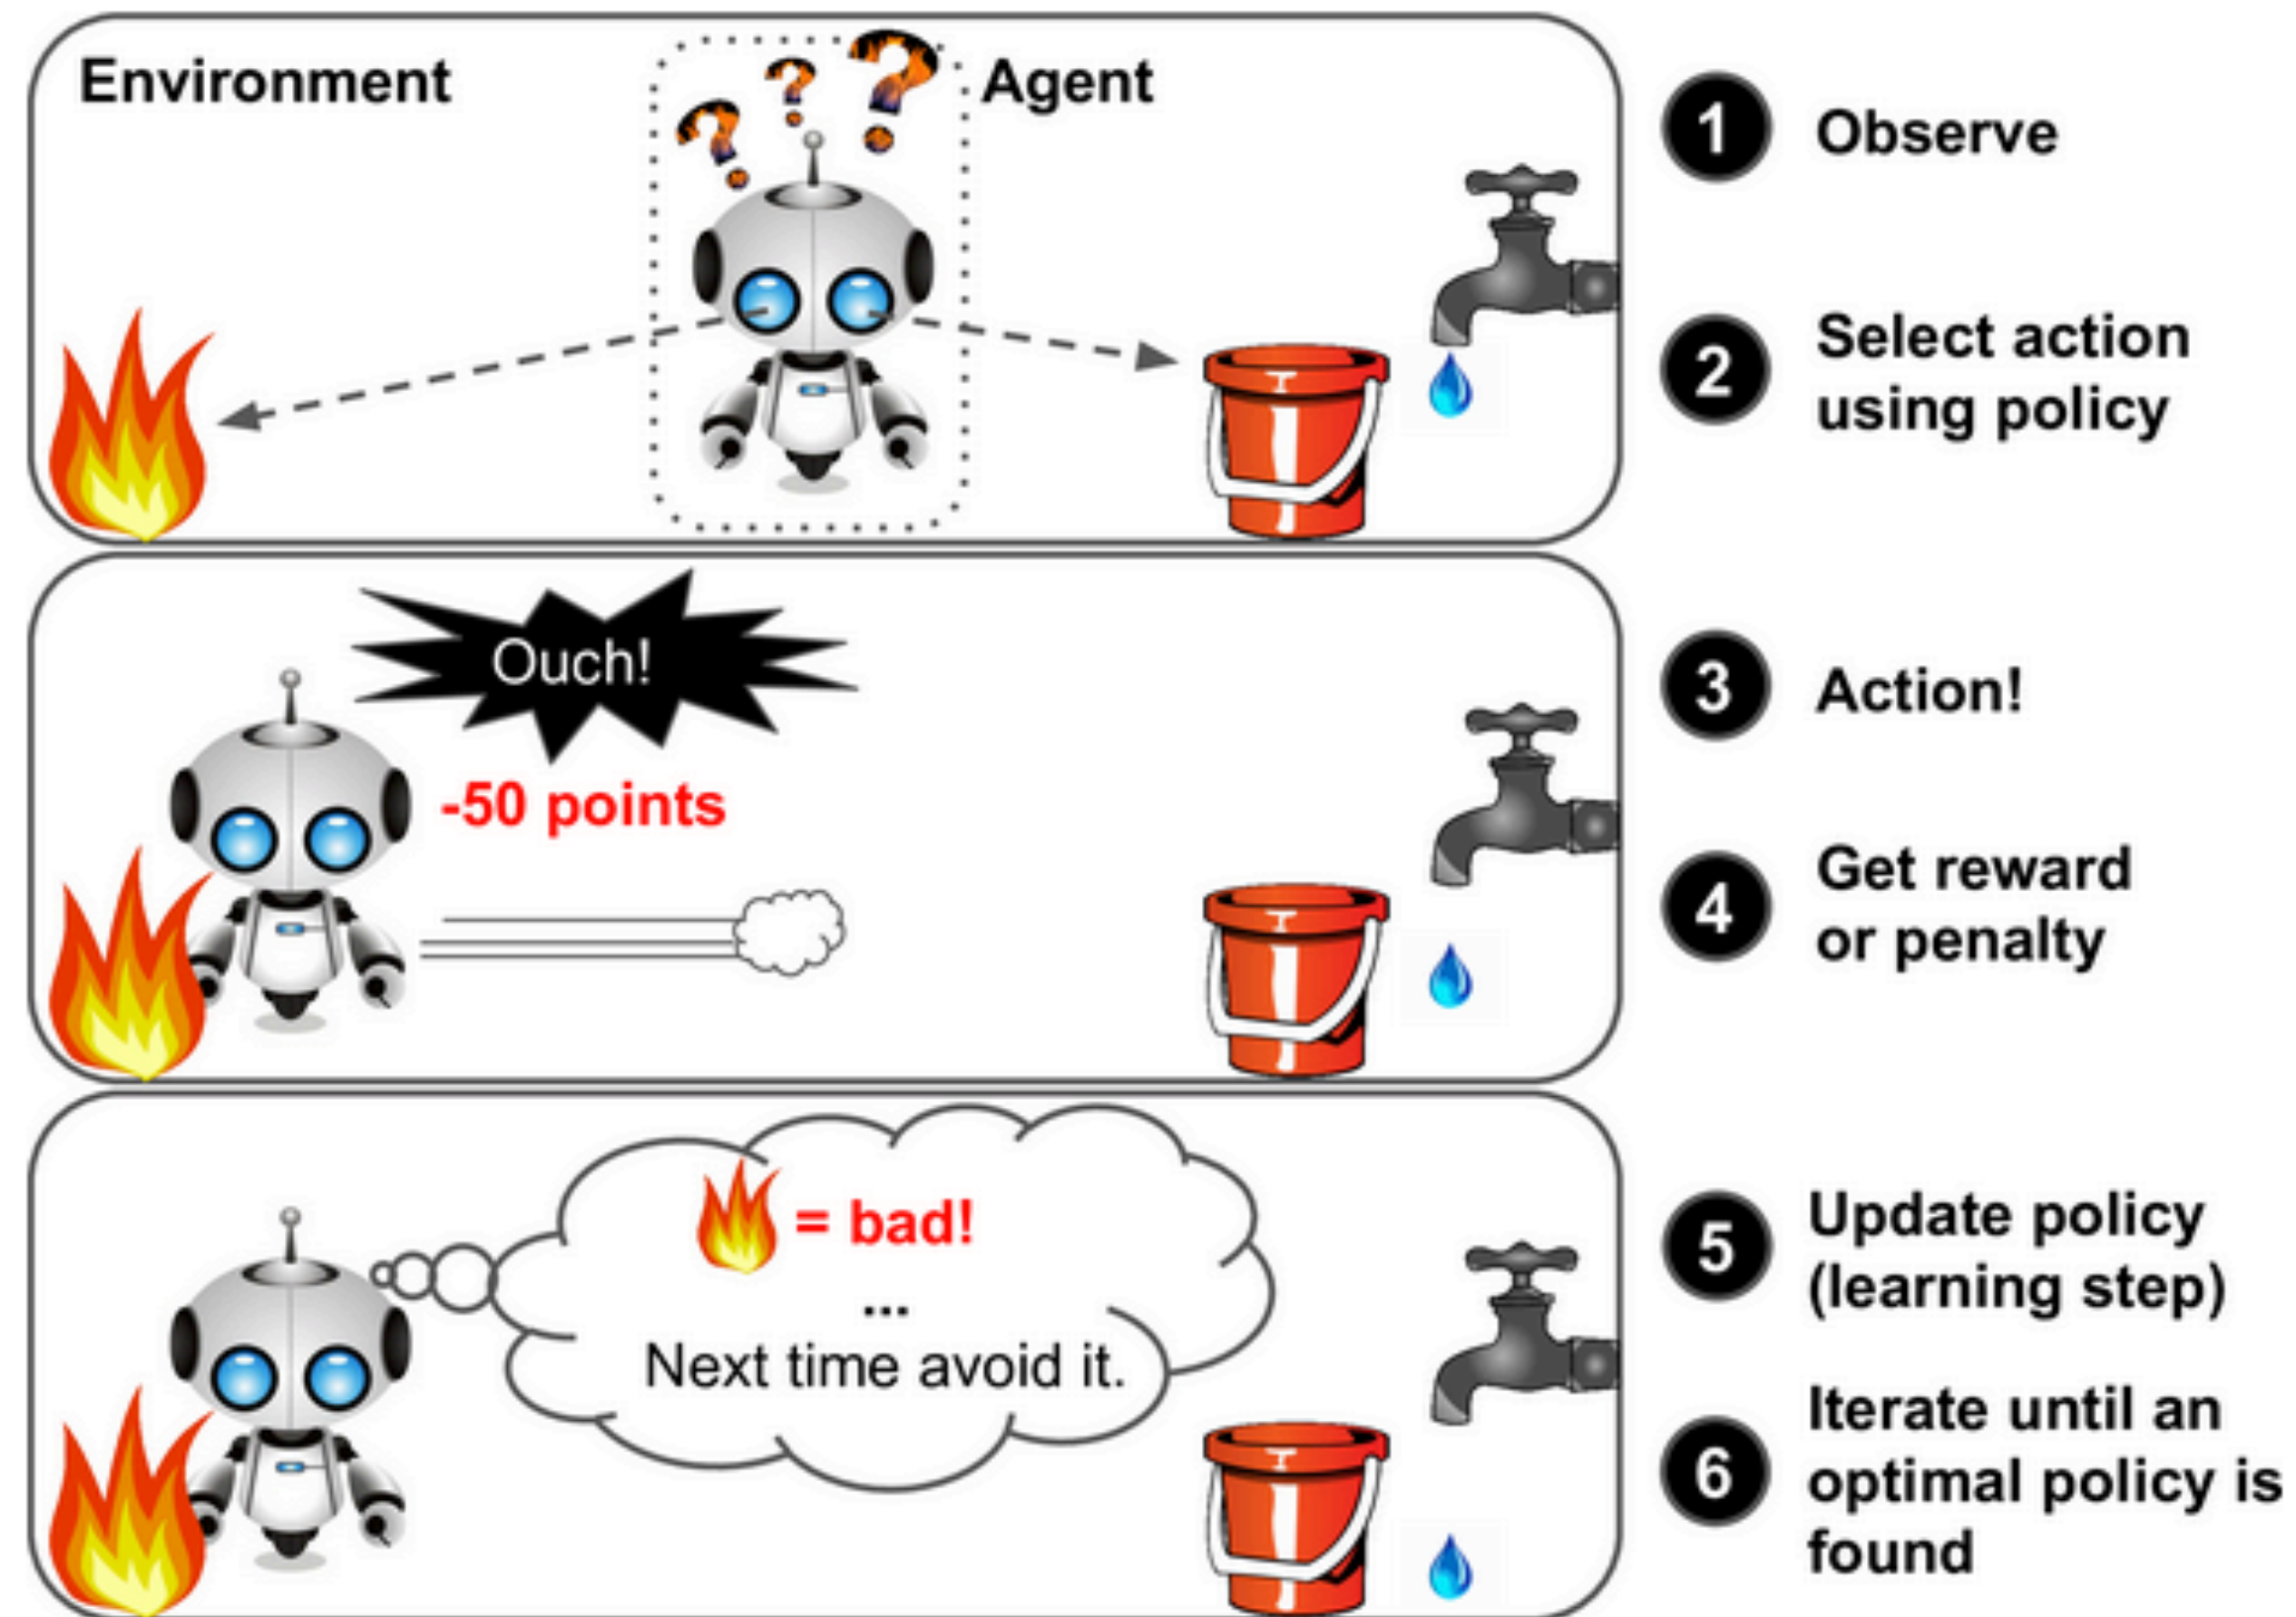 Environment
Agent
1 Observe
2 Select action
using policy
Ouch!
-50 points
3 Action!
4 Get reward
or penalty
= bad!
...
Next time avoid it.
5 Update policy
(learning step)
6 Iterate until an
optimal policy is
found